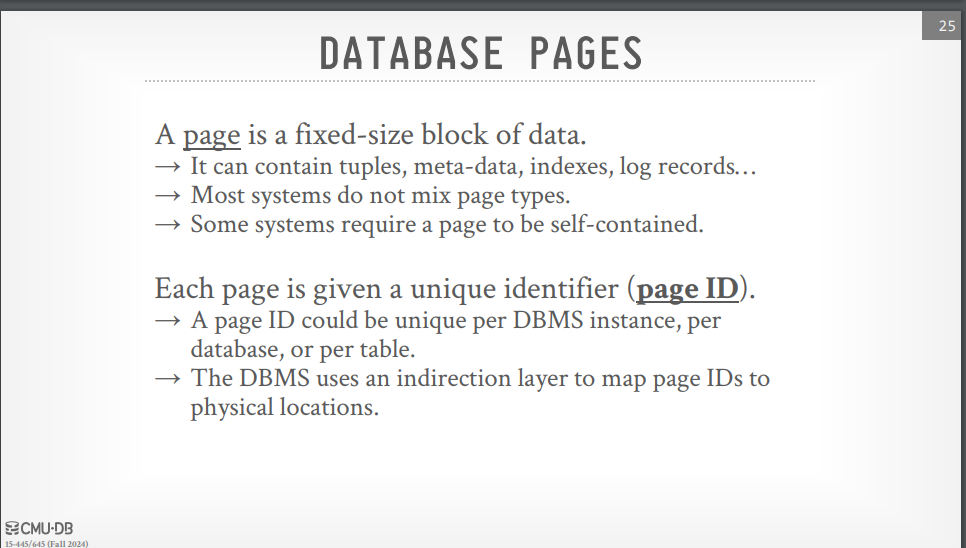 25
DATABASE PAGES
A page is a fixed-size block of data.
→ It can contain tuples, meta-data, indexes, log records…
→ Most systems do not mix page types.
→ Some systems require a page to be self-contained.
Each page is given a unique identifier (page ID).
→ A page ID could be unique per DBMS instance, per
database, or per table.
→ The DBMS uses an indirection layer to map page IDs to
physical locations.
CMU·DB
15-445/645 (Fall 2024)